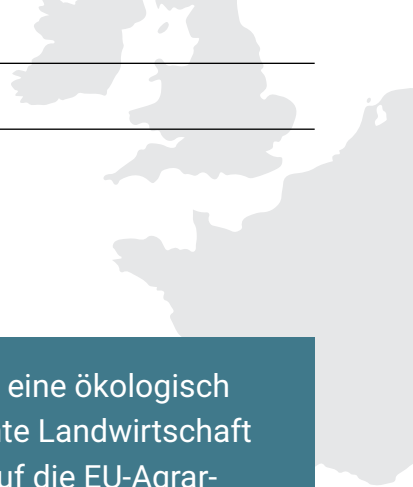 eine ökologisch
te Landwirtschaft
uf die EU-Agrar-